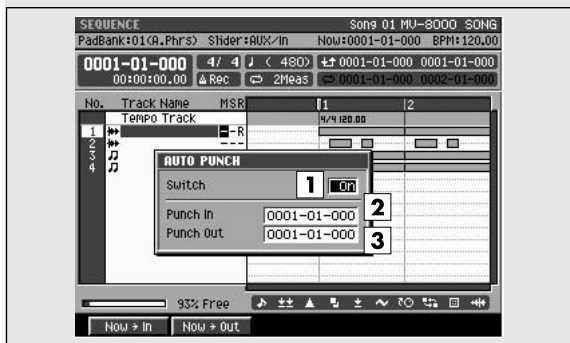 SEQUENCE Song 01 MV-8000 SONG
PadBank:01(A.Phrs) Slider:AUX/In Now:0001-01-000 BPM:120.00
0001-01-000 4/ 4 ( 480) 0001-01-000 0001-01-000
00:00:00.00 Rec 2Meas 0001-01-000 0002-01-000
No. Track Name MSR 1 2
Tempo Track 4/4 120.00
1 --R
2 ---
3
4
AUTO PUNCH
Switch 1 On
Punch In 0001-01-000 2
Punch Out 0001-01-000 3
93% Free
Now→In Now→Out